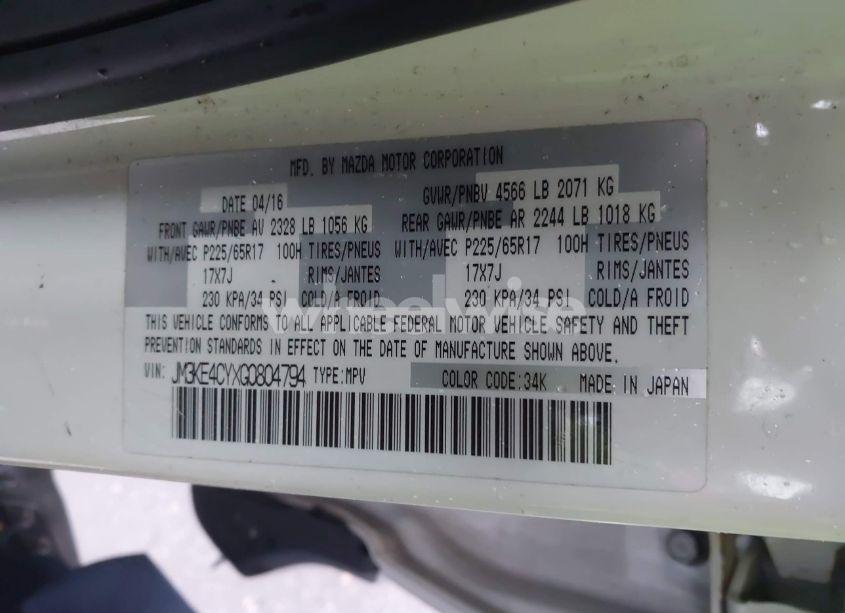 MFD. BY MAZDA MOTOR CORPORATION
DATE 04/16 GVWR/PNBV 4566 LB 2071 KG
FRONT GAWR/PNBE AV 2328 LB 1056 KG REAR GAWR/PNBE AR 2244 LB 1018 KG
WITH/AVEC P225/65R17 100H TIRES/PNEUS WITH/AVEC P225/65R17 100H TIRES/PNEUS
17X7J RIMS/JANTES 17X7J RIMS/JANTES
230 KPA/34 PSI COLD/A FROID 230 KPA/34 PSI COLD/A FROID
wheelwise
THIS VEHICLE CONFORMS TO ALL APPLICABLE FEDERAL MOTOR VEHICLE SAFETY AND THEFT
PREVENTION STANDARDS IN EFFECT ON THE DATE OF MANUFACTURE SHOWN ABOVE.
VIN: JM3KE4CYXG0804794 TYPE:MPV COLOR CODE:34K MADE IN JAPAN